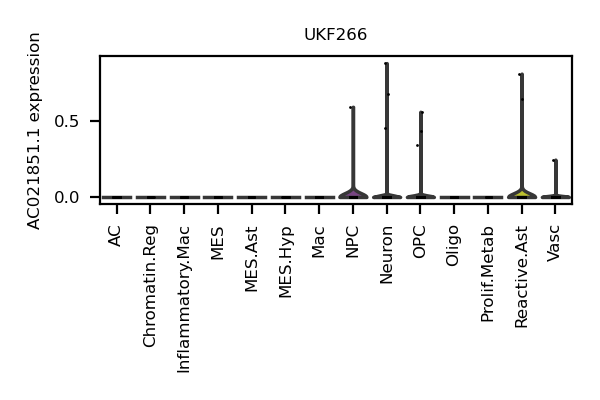 UKF266
AC021851.1 expression
0.5
0.0
AC
Chromatin.Reg
Inflammatory.Mac
MES
MES.Ast
MES.Hyp
Mac
NPC
Neuron
OPC
Oligo
Prolif.Metab
Reactive.Ast
Vasc